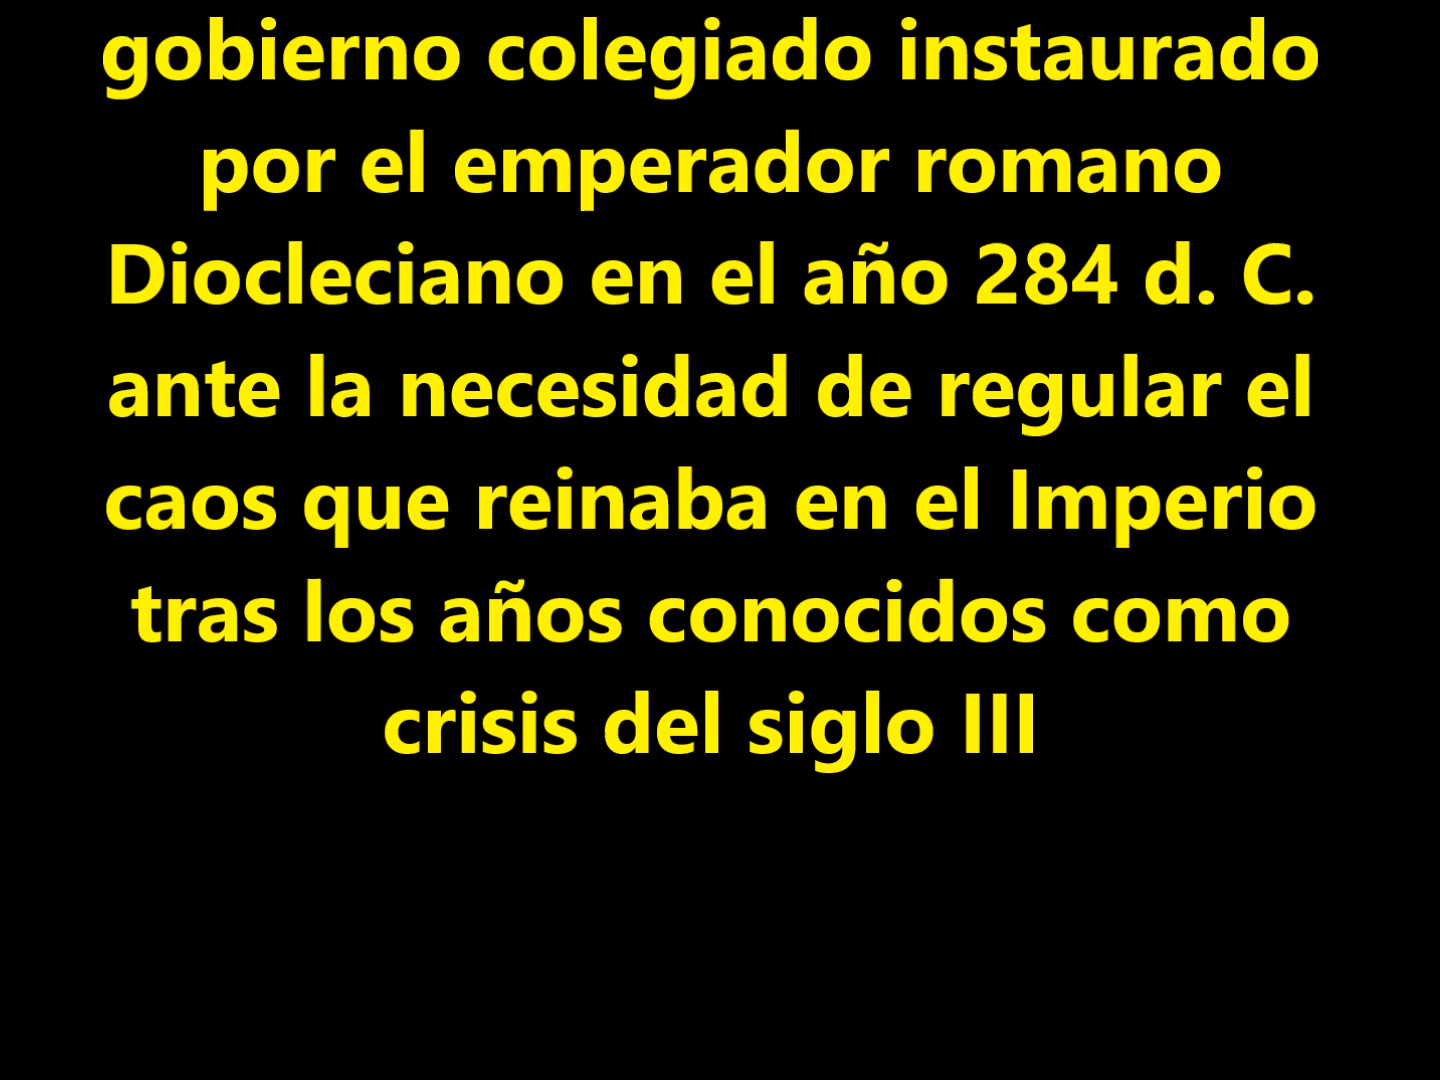 gobierno colegiado instaurado
por el emperador romano
Diocleciano en el año 284 d. C.
ante la necesidad de regular el
caos que reinaba en el Imperio
tras los años conocidos como
crisis del siglo III